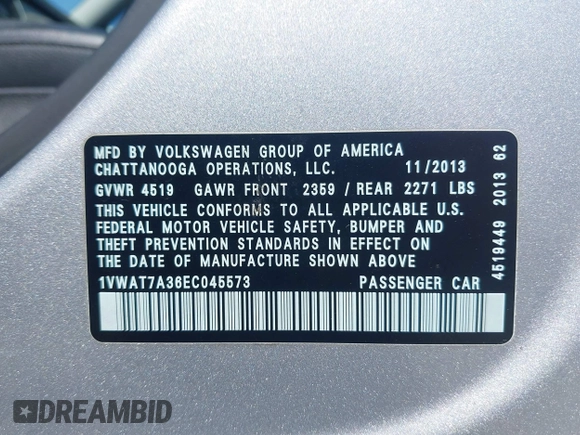 MFD BY VOLKSWAGEN GROUP OF AMERICA
CHATTANOOGA OPERATIONS, LLC. 11/2013
GVWR 4519 GAWR FRONT 2359 / REAR 2271 LBS
THIS VEHICLE CONFORMS TO ALL APPLICABLE U.S.
FEDERAL MOTOR VEHICLE SAFETY, BUMPER AND
THEFT PREVENTION STANDARDS IN EFFECT ON
THE DATE OF MANUFACTURE SHOWN ABOVE
1VWAT7A36EC045573 PASSENGER CAR
4519449 2013 62
DREAMBID